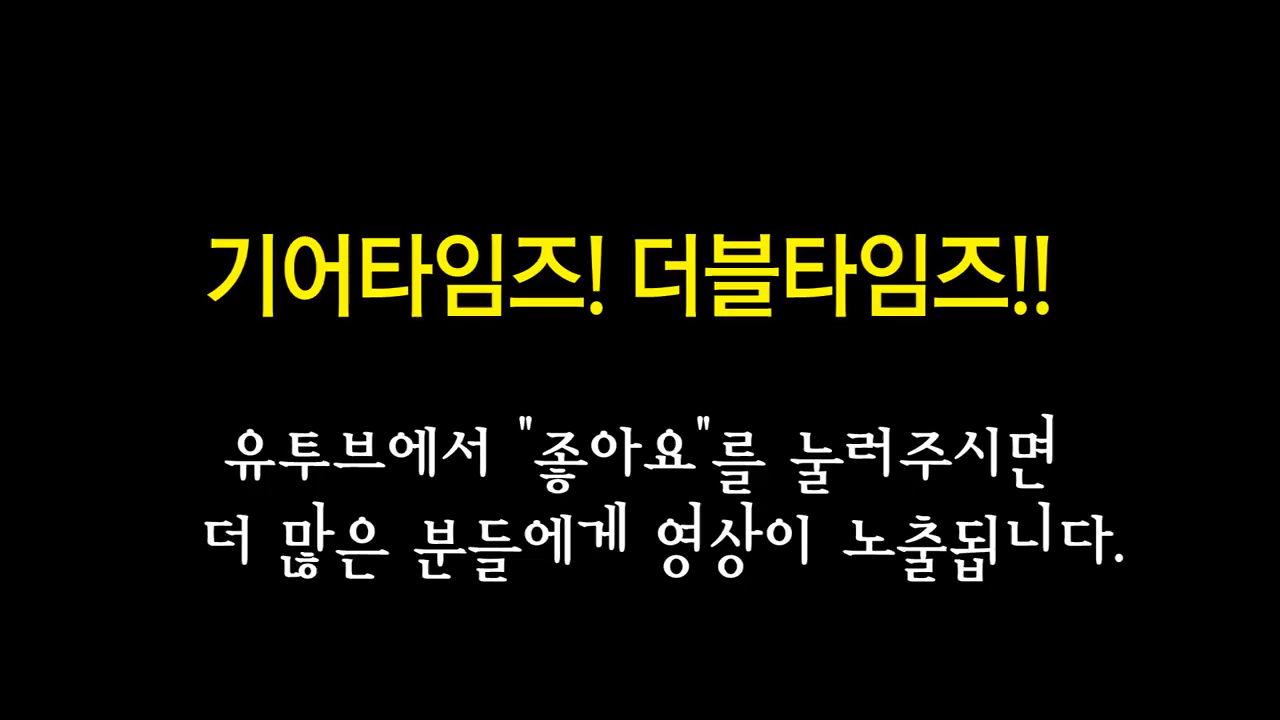 기어타임즈! 더블타임즈!!
유투브에서 "좋아요"를 눌러주시면
더 많은 분들에게 영상이 노출됩니다.